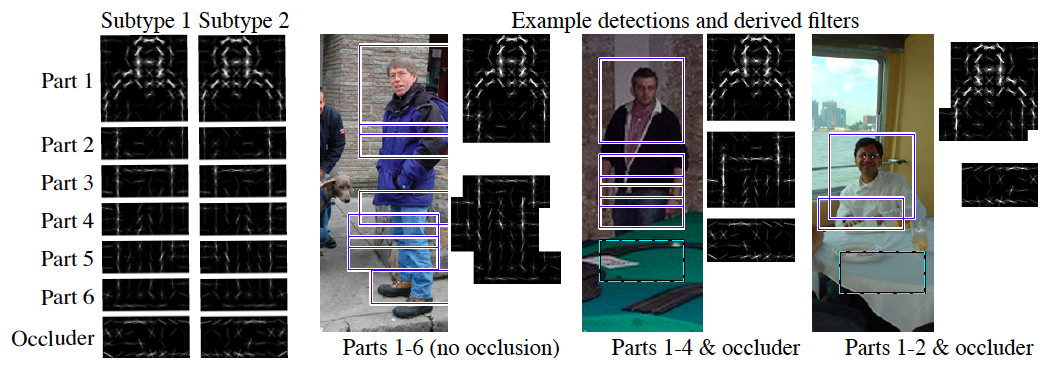 Subtype 1 Subtype 2
Example detections and derived filters
Part 1
Part 2
Part 3
Part 4
Part 5
Part 6
Occluder
Parts 1-6 (no occlusion)
Parts 1-4 & occluder
Parts 1-2 & occluder